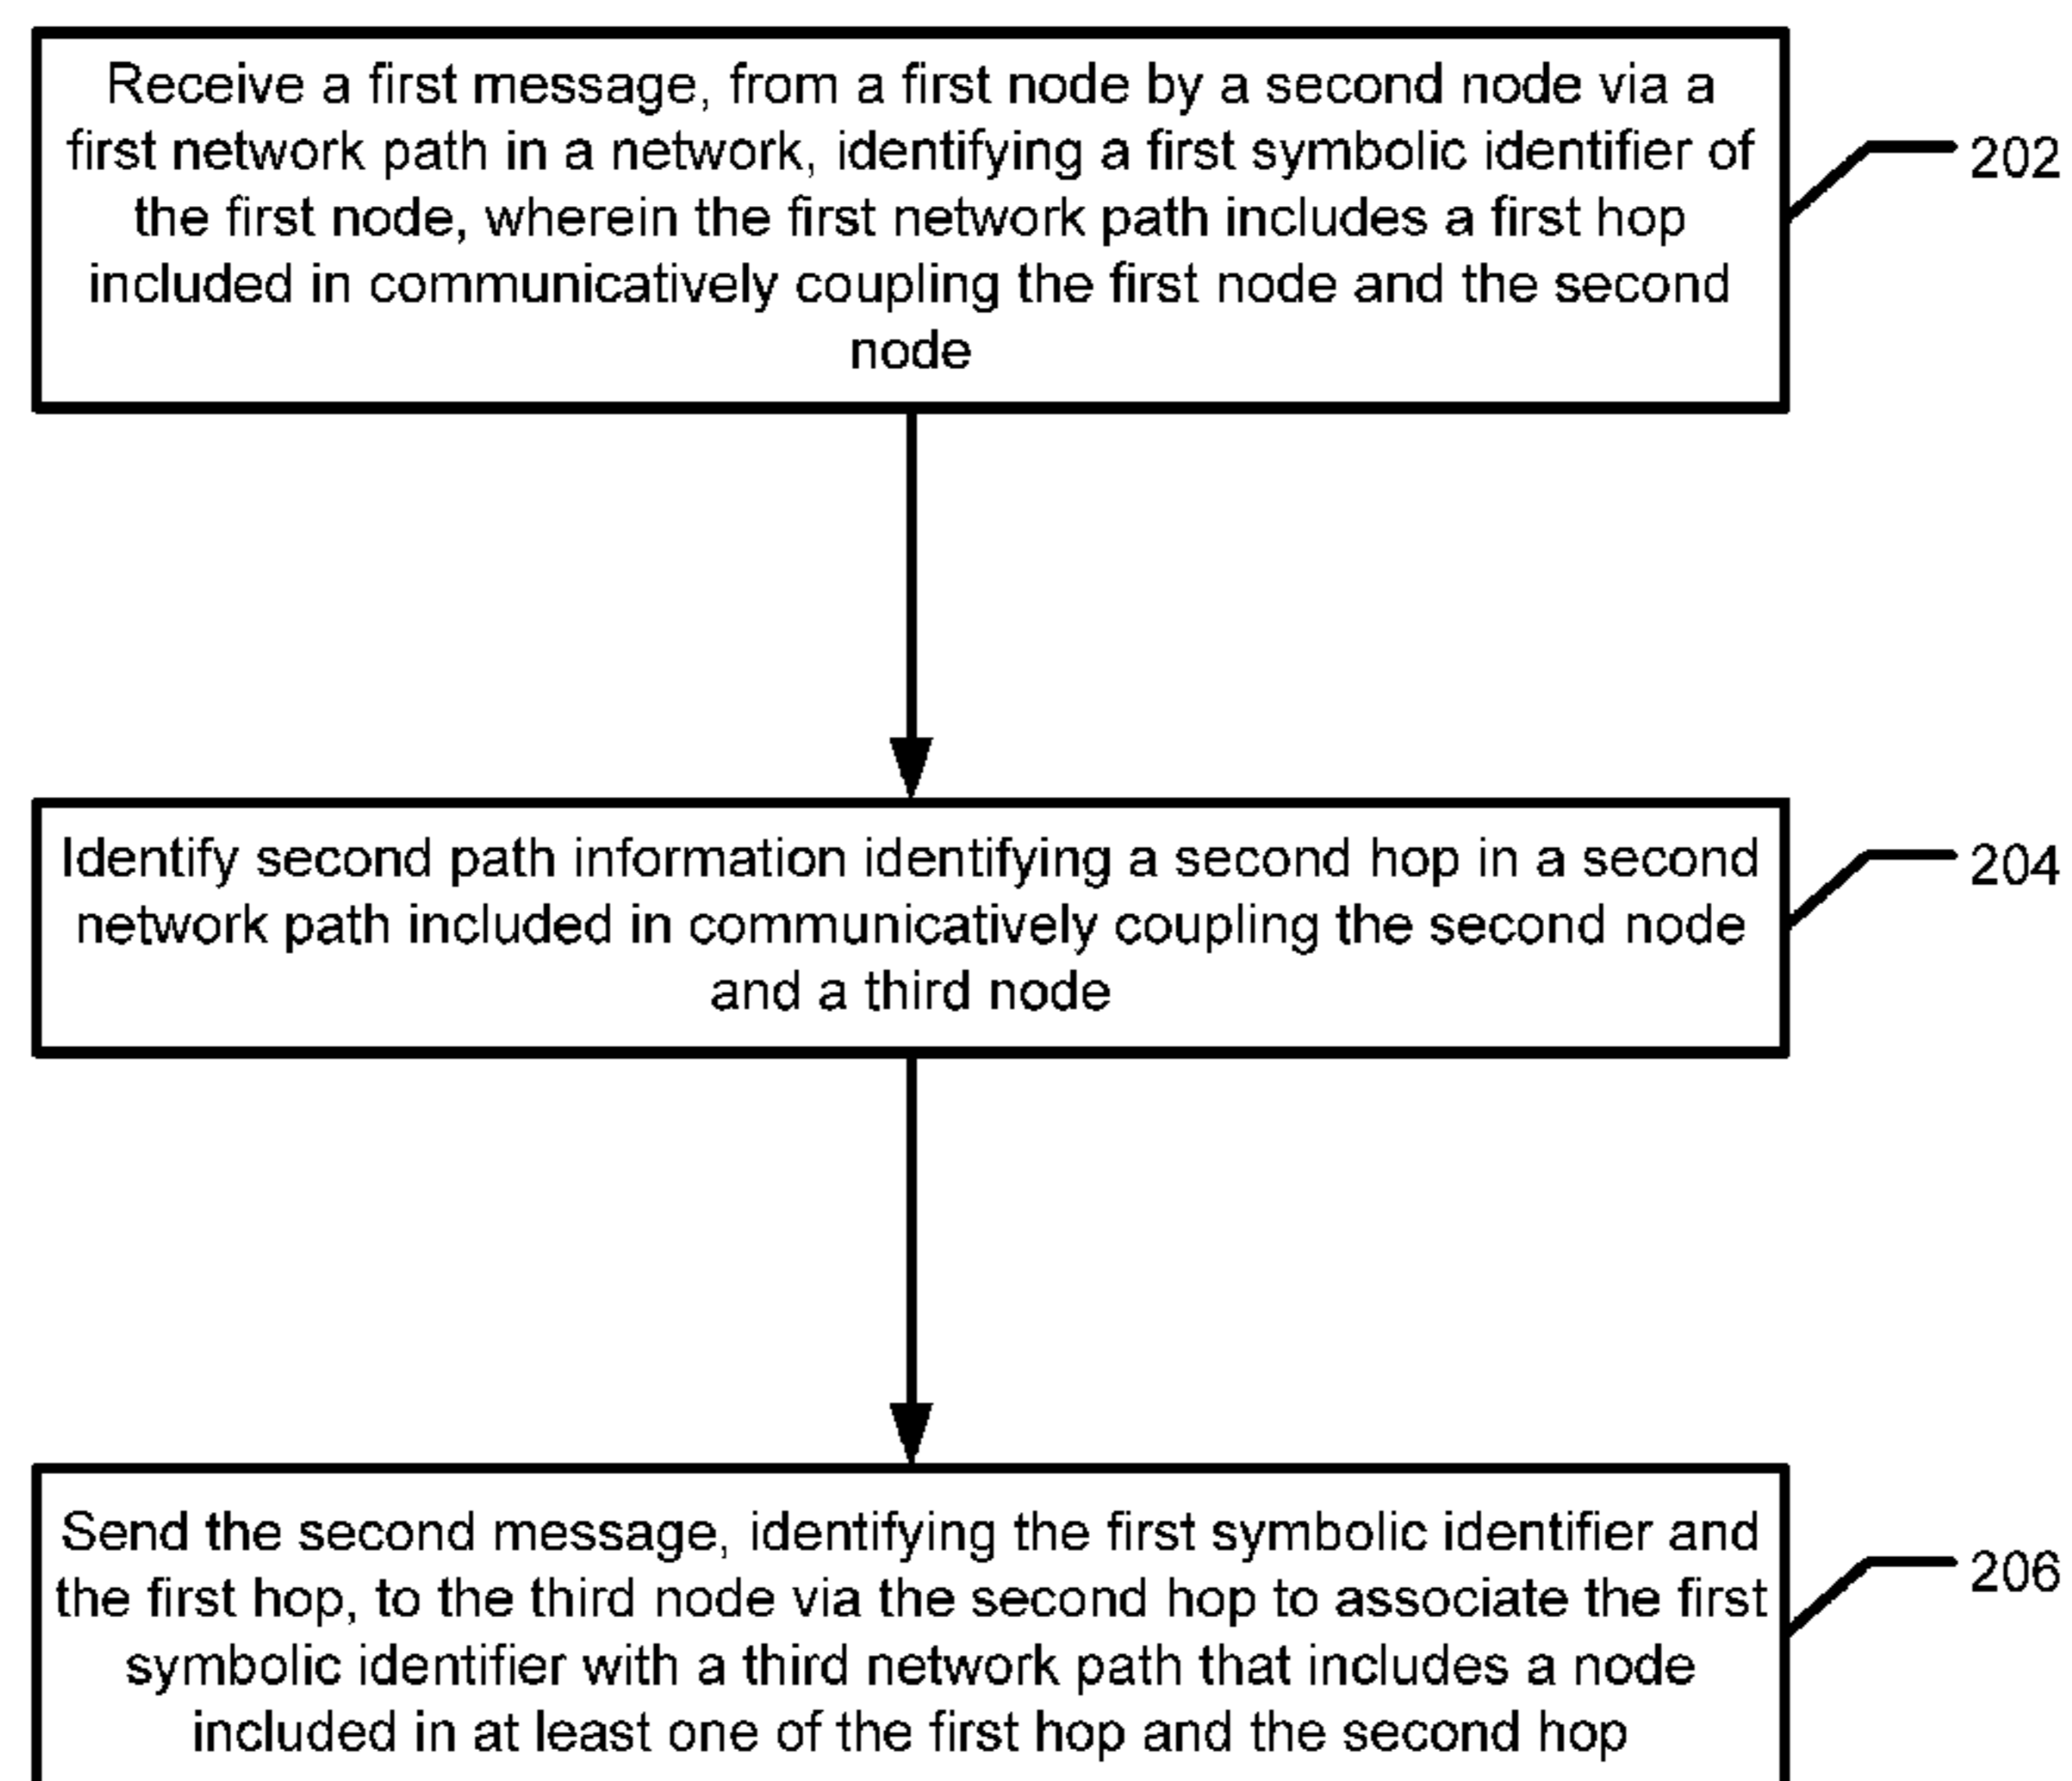 Receive a first message, from a first node by a second node via a
first network path in a network, identifying a first symbolic identifier of
the first node, wherein the first network path includes a first hop
included in communicatively coupling the first node and the second
node
202
Identify second path information identifying a second hop in a second
network path included in communicatively coupling the second node
and a third node
204
Send the second message, identifying the first symbolic identifier and
the first hop, to the third node via the second hop to associate the first
symbolic identifier with a third network path that includes a node
included in at least one of the first hop and the second hop
206